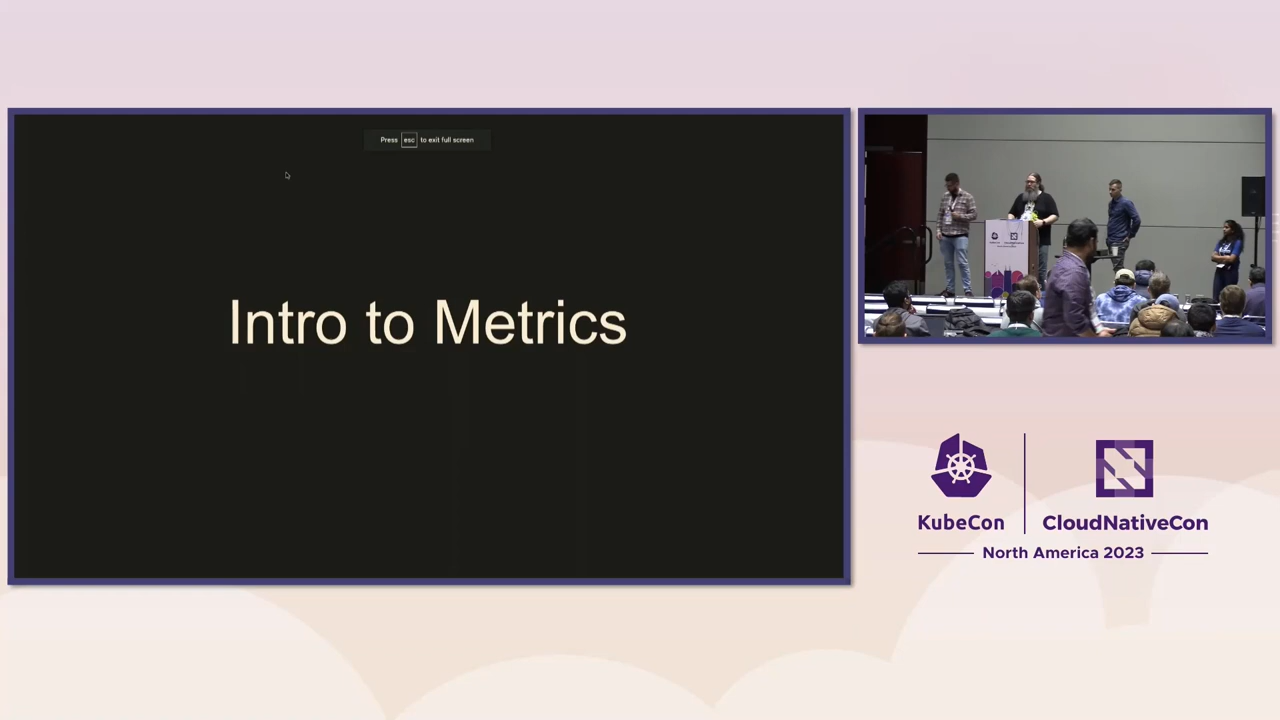 Press esc to exit full screen
Intro to Metrics
KubeCon
CloudNativeCon
North America 2023